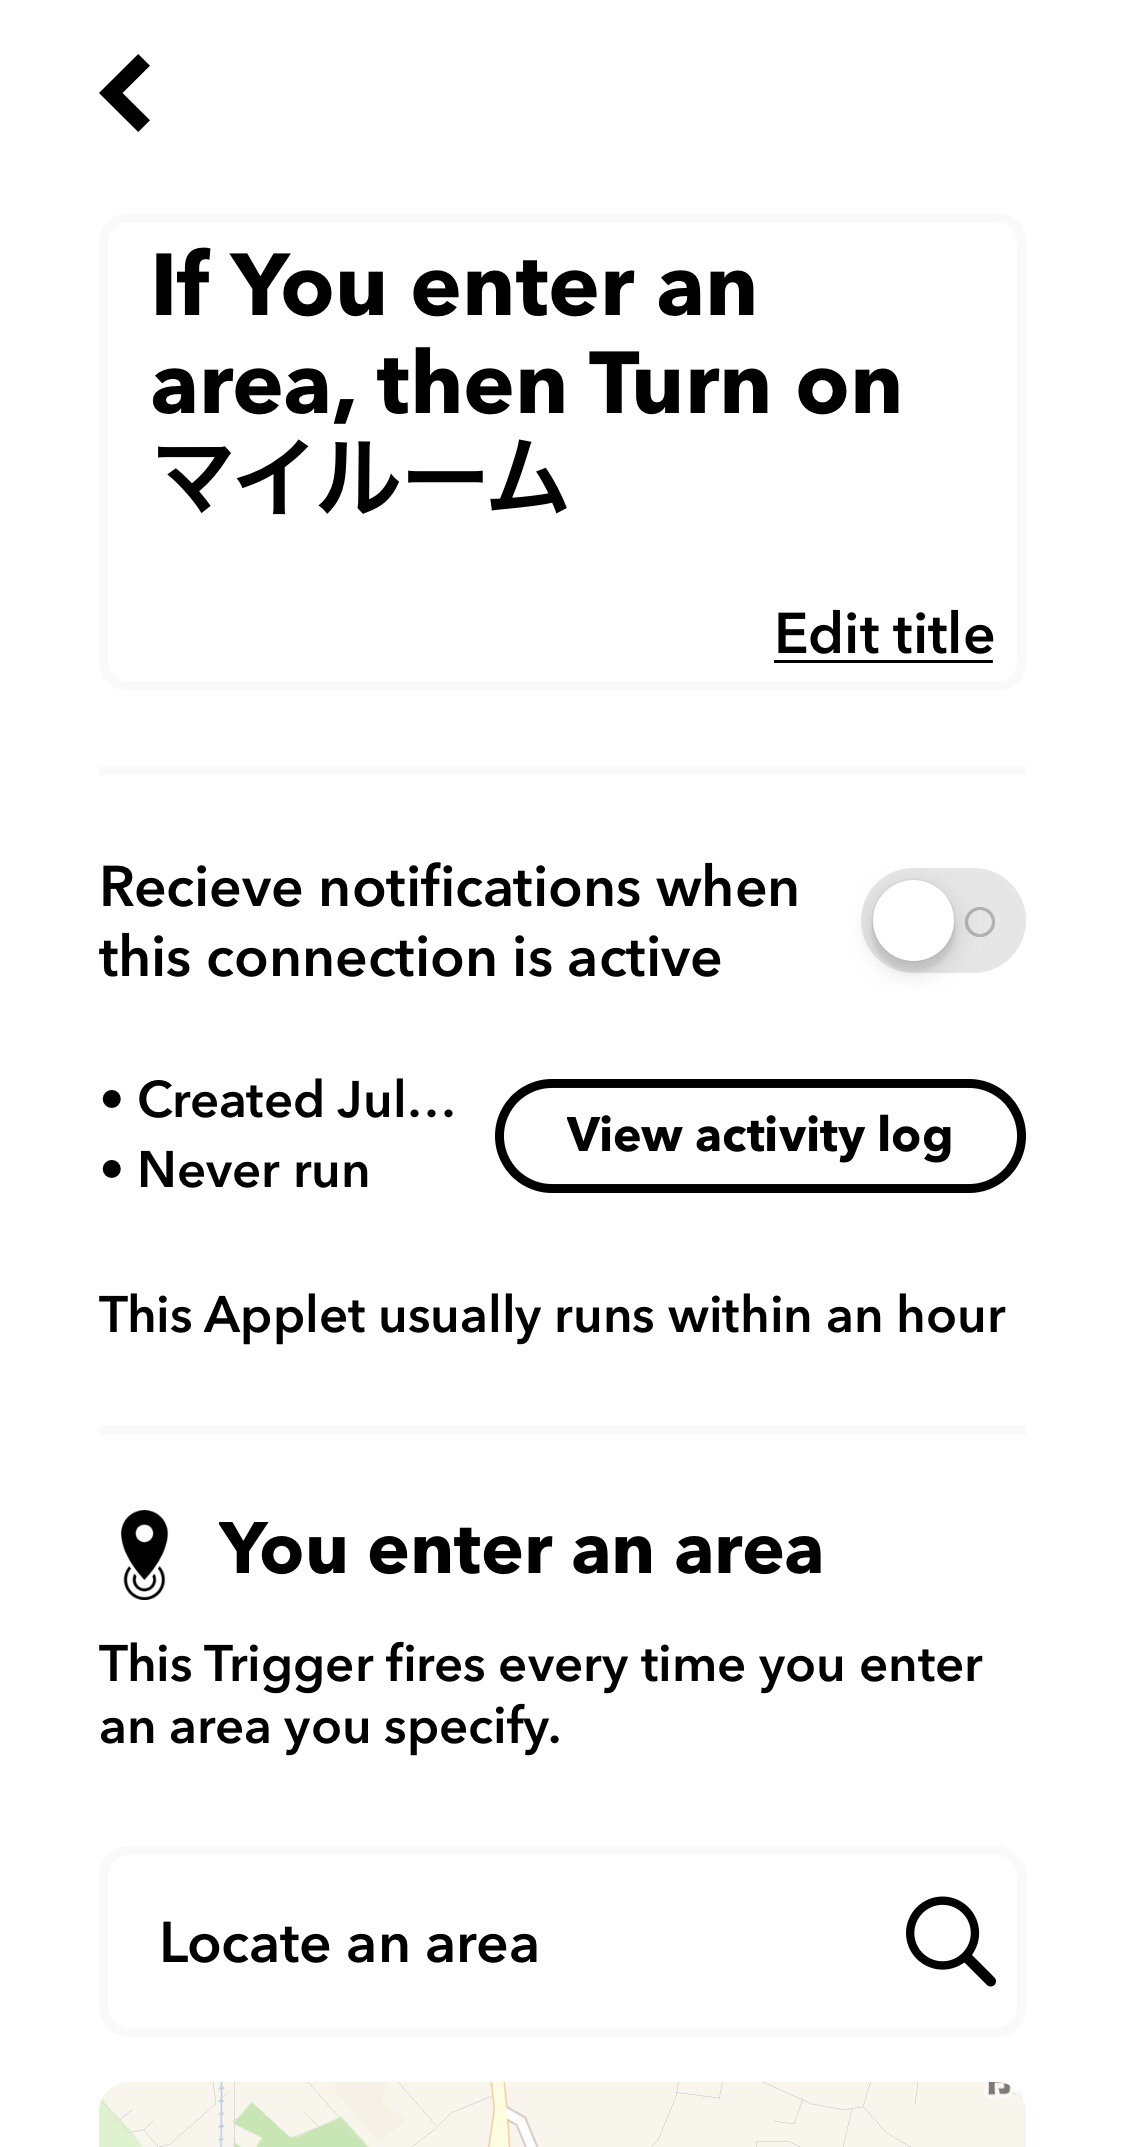 If You enter an
area, then Turn on
マイルーム
Edit title
Recieve notifications when
this connection is active
• Created Jul...
• Never run
View activity log
This Applet usually runs within an hour
You enter an area
This Trigger fires every time you enter
an area you specify.
Locate an area